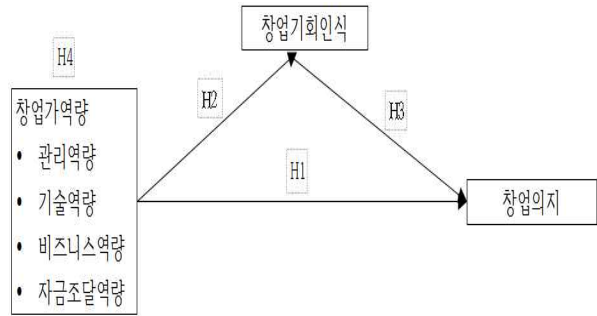 창업기회인식
H4
창업가역량
• 관리역량
• 기술역량
• 비즈니스역량
• 자금조달역량
H2
H3
H1
창업의지